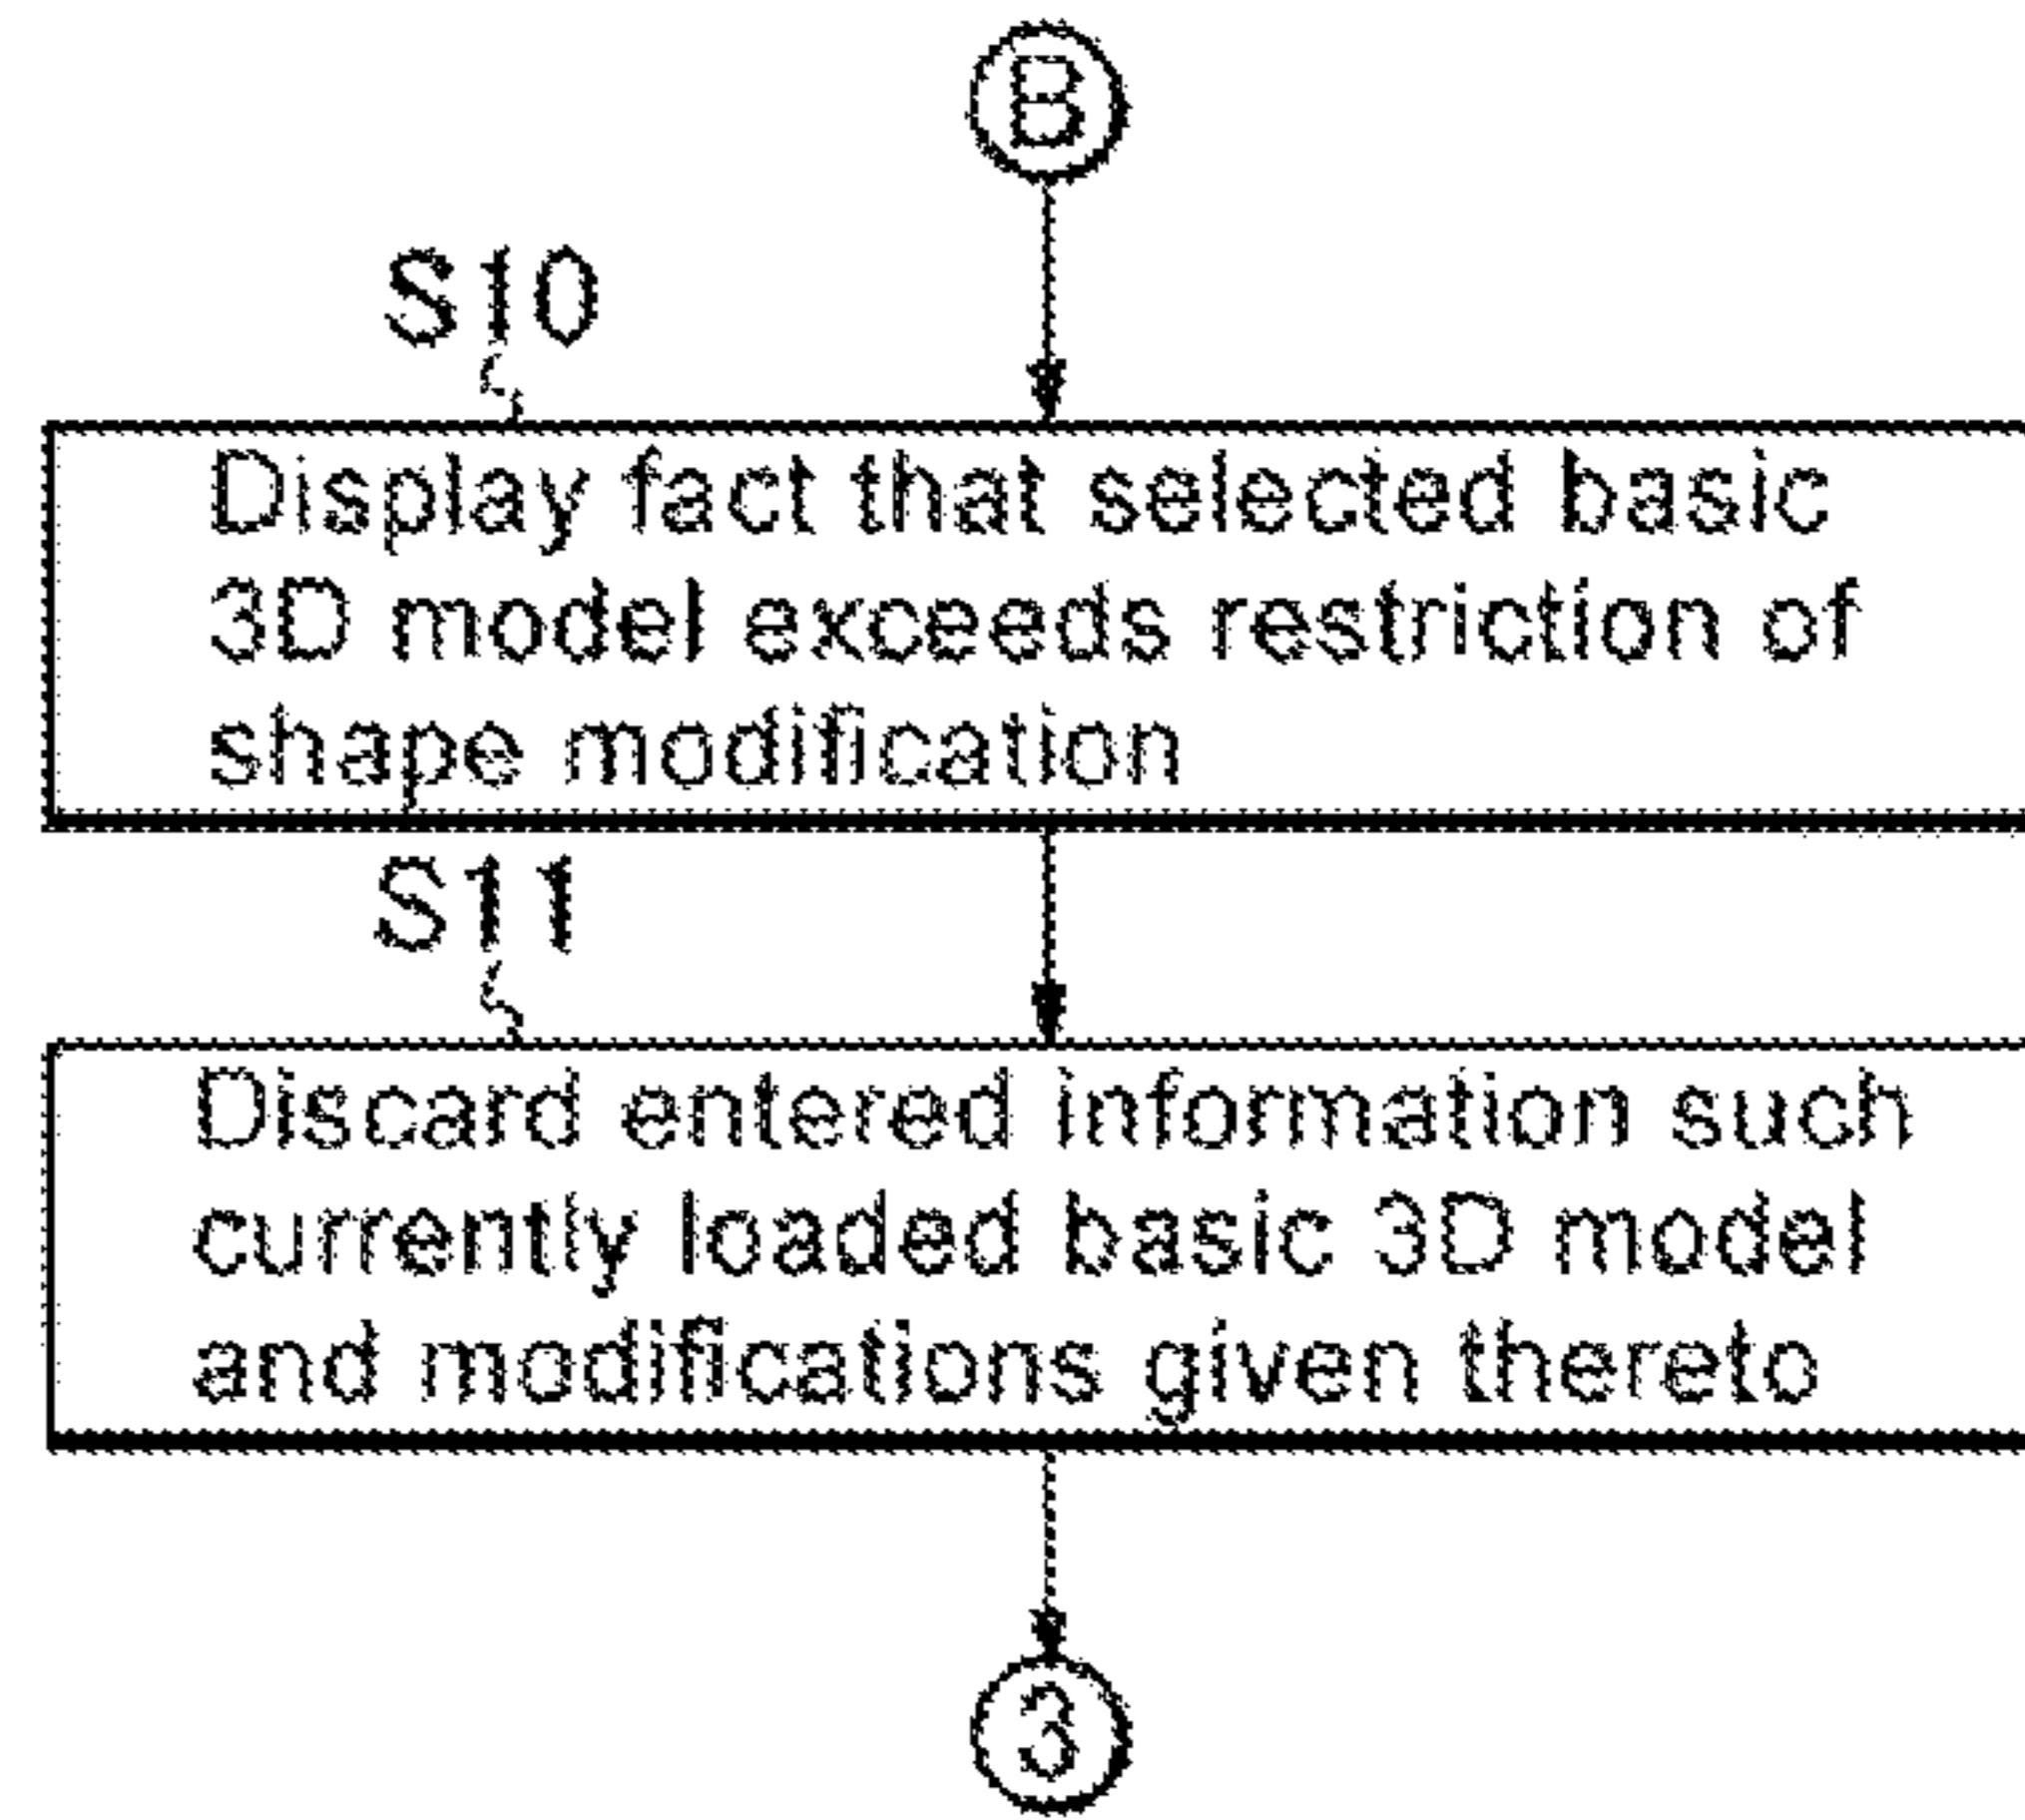 B
S10
Display fact that selected basic
3D model exceeds restriction of
shape modification
S11
Discard entered information such
currently loaded basic 3D model
and modifications given thereto
3